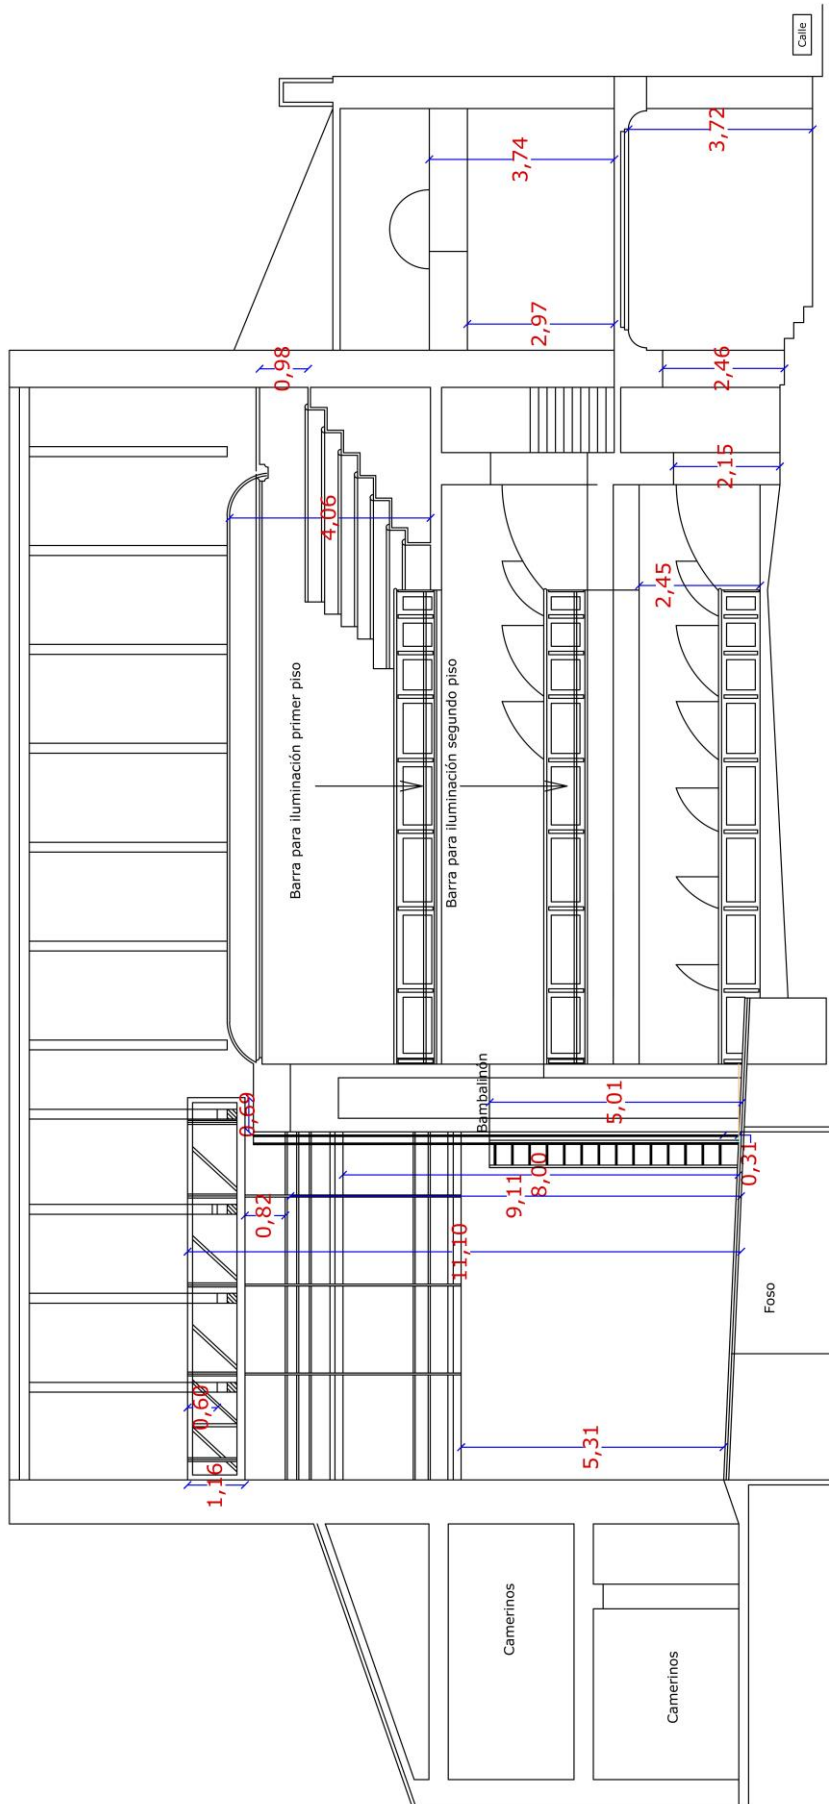 Calle
3,72
3,74
2,97
0,98
2,46
2,15
4,06
2,45
Barra para iluminación primer piso
Barra para iluminación segundo piso
Bambalinón
5,01
0,69
0,31
8,00
9,11
0,82
11,10
Foso
0,60
5,31
1,16
Camerinos
Camerinos